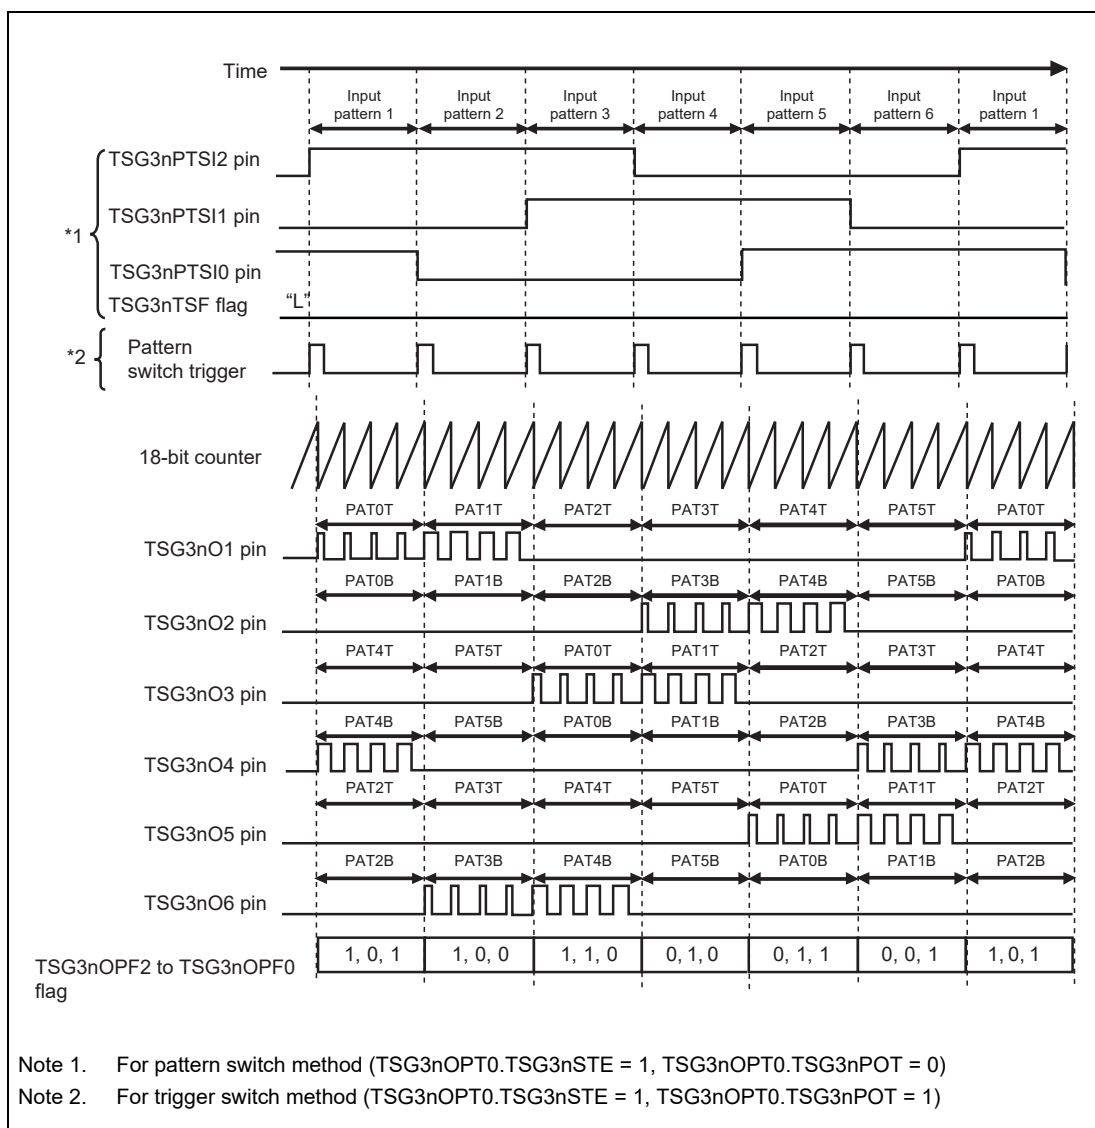 Time
Input pattern 1 Input pattern 2 Input pattern 3 Input pattern 4 Input pattern 5 Input pattern 6 Input pattern 1
TSG3nPTSI2 pin
TSG3nPTSI1 pin
*1
TSG3nPTSI0 pin
TSG3nTSF flag “L”
*2 Pattern
switch trigger
18-bit counter
PAT0T PAT1T PAT2T PAT3T PAT4T PAT5T PAT0T
TSG3nO1 pin
PAT0B PAT1B PAT2B PAT3B PAT4B PAT5B PAT0B
TSG3nO2 pin
PAT4T PAT5T PAT0T PAT1T PAT2T PAT3T PAT4T
TSG3nO3 pin
PAT4B PAT5B PAT0B PAT1B PAT2B PAT3B PAT4B
TSG3nO4 pin
PAT2T PAT3T PAT4T PAT5T PAT0T PAT1T PAT2T
TSG3nO5 pin
PAT2B PAT3B PAT4B PAT5B PAT0B PAT1B PAT2B
TSG3nO6 pin
1, 0, 1 1, 0, 0 1, 1, 0 0, 1, 0 0, 1, 1 0, 0, 1 1, 0, 1
TSG3nOPF2 to TSG3nOPF0
flag
Note 1. For pattern switch method (TSG3nOPT0.TSG3nSTE = 1, TSG3nOPT0.TSG3nPOT = 0)
Note 2. For trigger switch method (TSG3nOPT0.TSG3nSTE = 1, TSG3nOPT0.TSG3nPOT = 1)